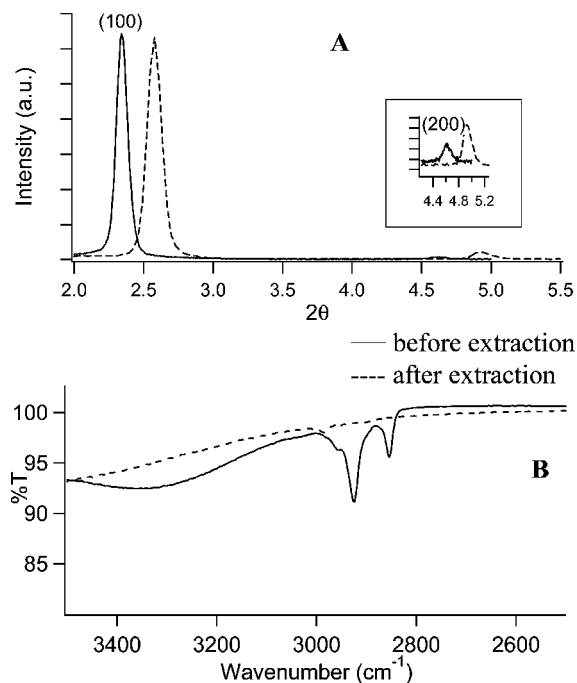 (100)
A
Intensity (a.u.)
(200)
4.4 4.8 5.2
2.0 2.5 3.0 3.5 4.0 4.5 5.0 5.5
2θ
before extraction
after extraction
100
95
90
85
%T
B
3400 3200 3000 2800 2600
Wavenumber (cm⁻¹)